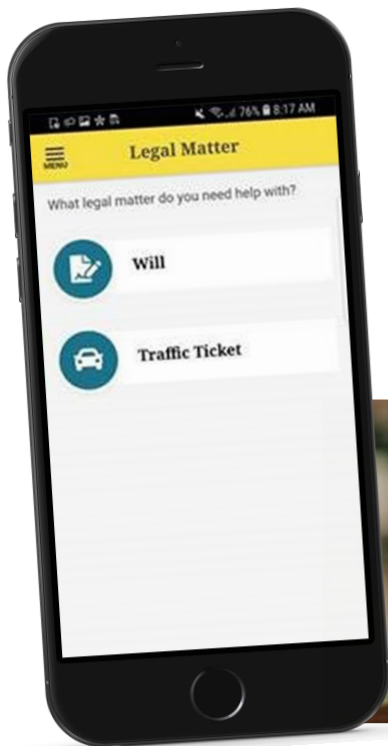 76% 8:17 AM
MENU
Legal Matter
What legal matter do you need help with?
Will
Traffic Ticket